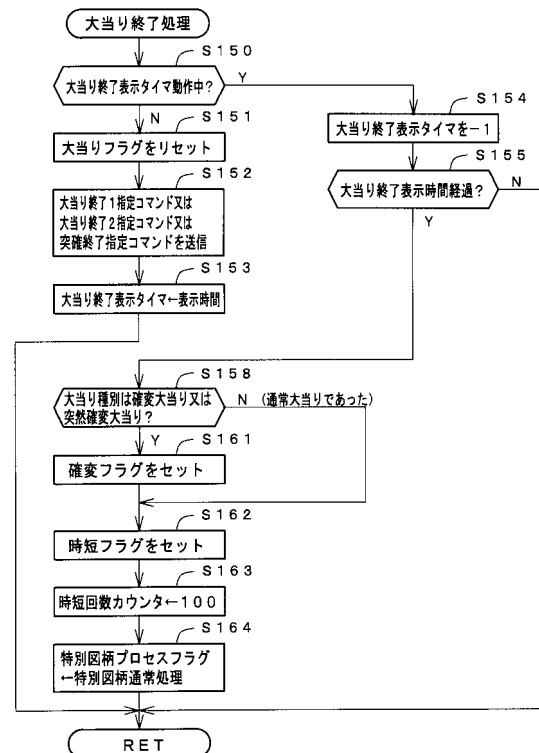 大当り終了処理
S150
大当り終了表示タイマ動作中?
Y
N
S151
大当りフラグをリセット
S152
大当り終了1指定コマンド又は
大当り終了2指定コマンド又は
突確終了指定コマンドを送信
S153
大当り終了表示タイマ←表示時間
S154
大当り終了表示タイマを-1
S155
大当り終了表示時間経過?
N
Y
S158
大当り種別は確変大当り又は
突然確変大当り?
N (通常大当りであった)
Y
S161
確変フラグをセット
S162
時短フラグをセット
S163
時短回数カウンタ←100
S164
特別図柄プロセスフラグ
←特別図柄通常処理
RET